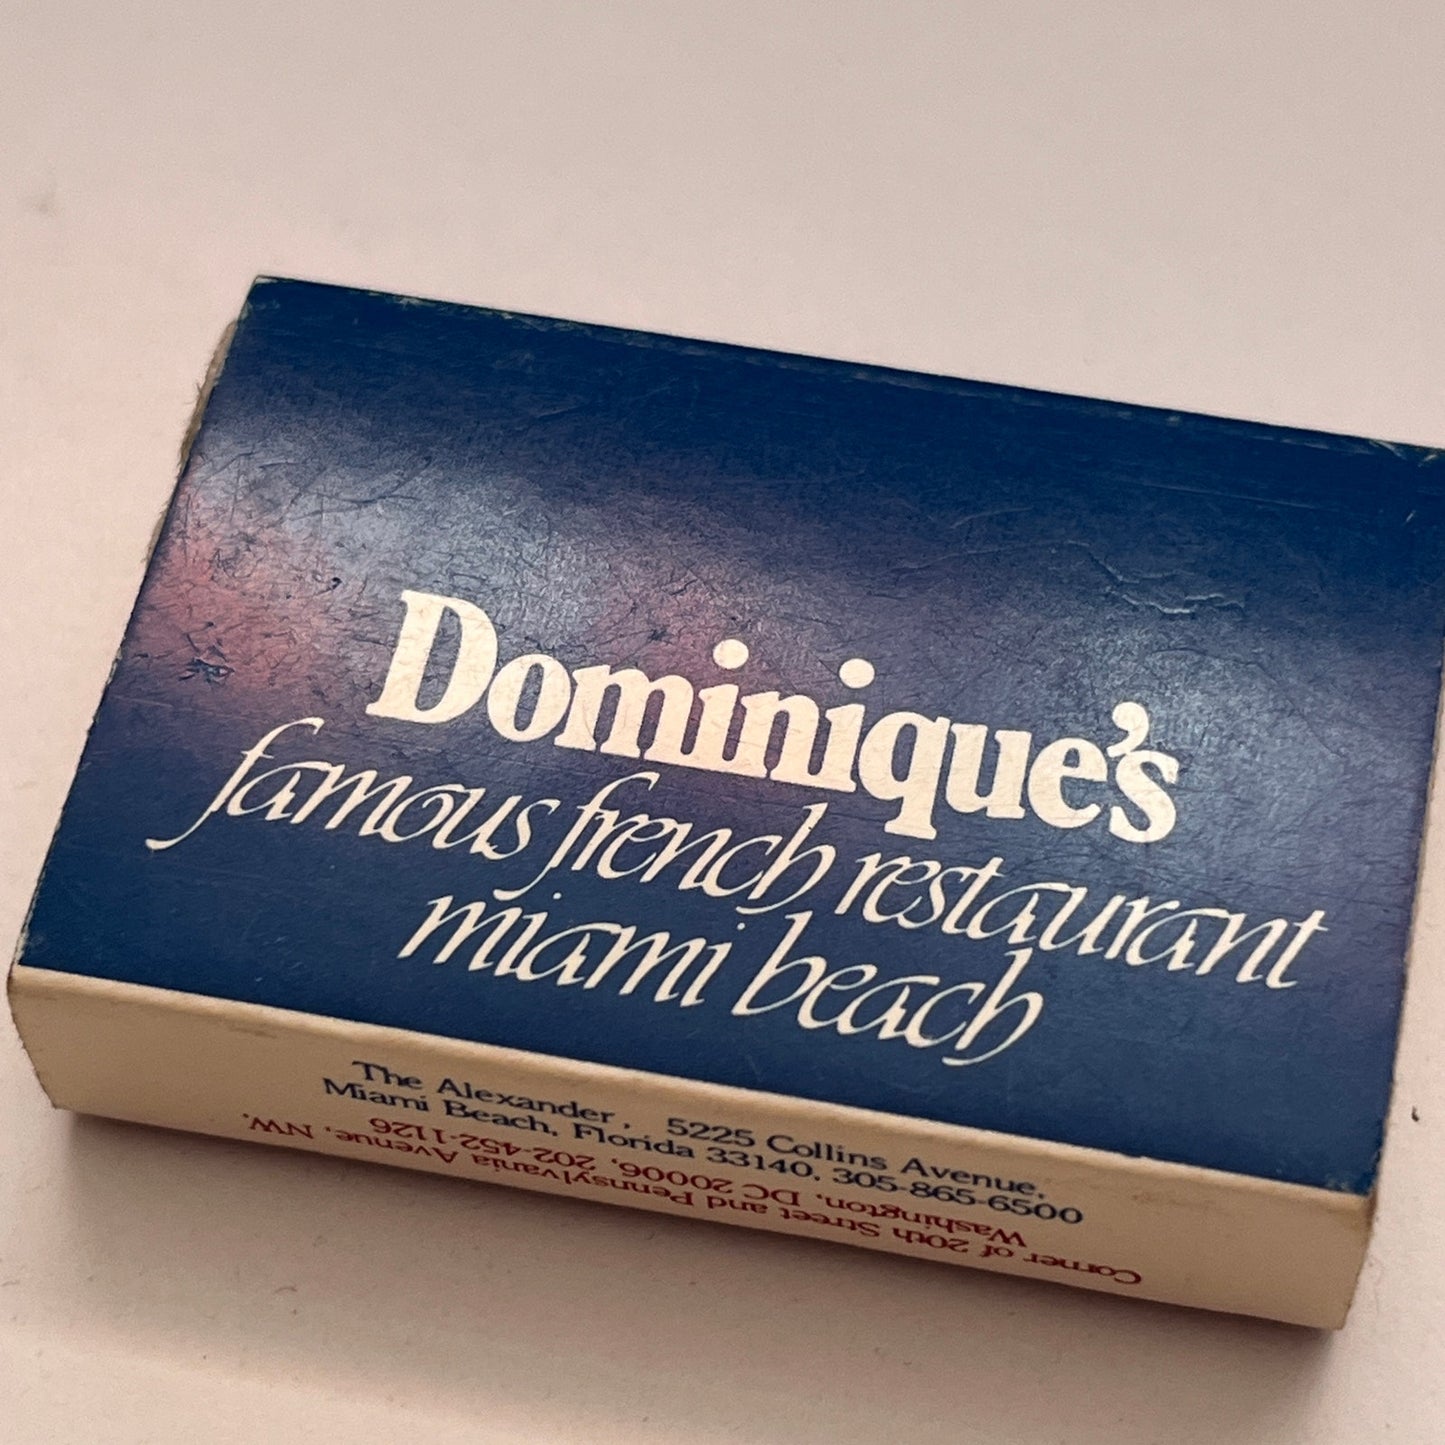 Dominique's
famous french restaurant
miami beach
The Alexander, 5225 Collins Avenue,
Miami Beach, Florida 33140, 305-865-6500
Corner of 20th Street and Pennsylvania Avenue, NW,
Washington, DC 20006, 202-452-1126